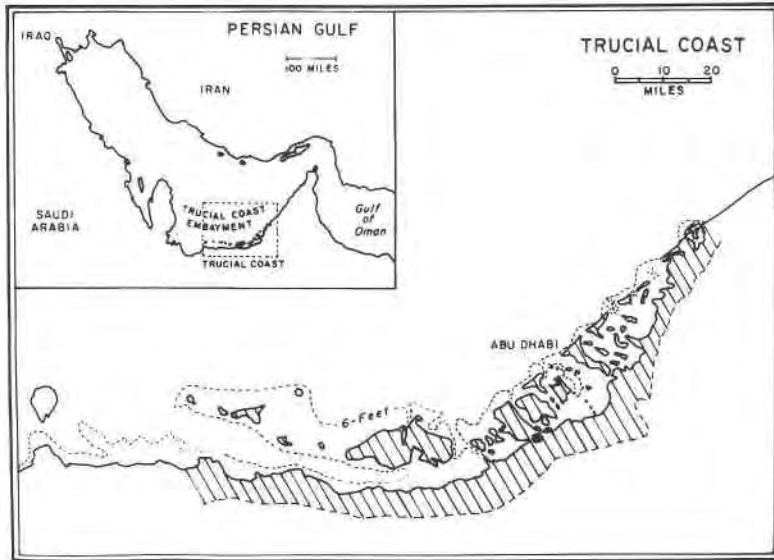 PERSIAN GULF
IRAQ
100 MILES
IRAN
SAUDI
ARABIA
TRUCIAL COAST
EMBAYMENT
TRUCIAL COAST
Gulf
of
Oman
TRUCIAL COAST
0 10 20
MILES
ABU DHABI
6-Feet